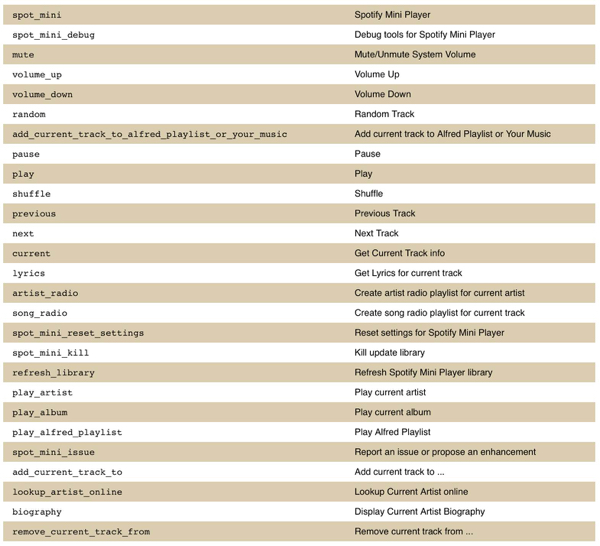 spot_mini Spotify Mini Player
spot_mini_debug Debug tools for Spotify Mini Player
mute Mute/Unmute System Volume
volume_up Volume Up
volume_down Volume Down
random Random Track
add_current_track_to_alfred_playlist_or_your_music Add current track to Alfred Playlist or Your Music
pause Pause
play Play
shuffle Shuffle
previous Previous Track
next Next Track
current Get Current Track info
lyrics Get Lyrics for current track
artist_radio Create artist radio playlist for current artist
song_radio Create song radio playlist for current track
spot_mini_reset_settings Reset settings for Spotify Mini Player
spot_mini_kill Kill update library
refresh_library Refresh Spotify Mini Player library
play_artist Play current artist
play_album Play current album
play_alfred_playlist Play Alfred Playlist
spot_mini_issue Report an issue or propose an enhancement
add_current_track_to Add current track to ...
lookup_artist_online Lookup Current Artist online
biography Display Current Artist Biography
remove_current_track_from Remove current track from ...